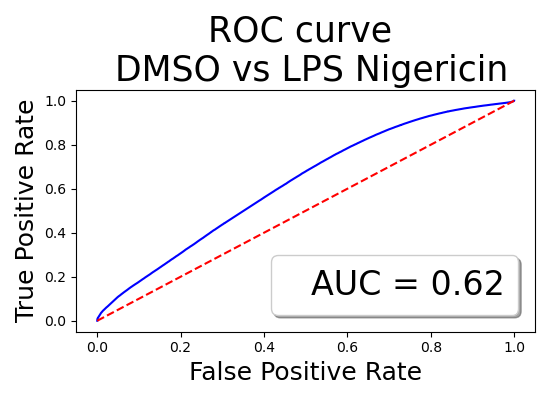 ROC curve
DMSO vs LPS Nigericin
True Positive Rate
1.0
0.8
0.6
0.4
0.2
0.0
AUC = 0.62
0.0 0.2 0.4 0.6 0.8 1.0
False Positive Rate